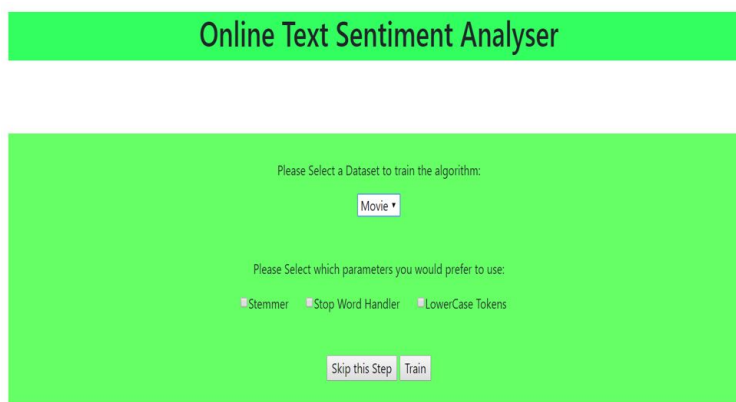 Online Text Sentiment Analyser
Please Select a Dataset to train the algorithm:
Movie
Please Select which parameters you would prefer to use:
Stemmer Stop Word Handler LowerCase Tokens
Skip this Step Train